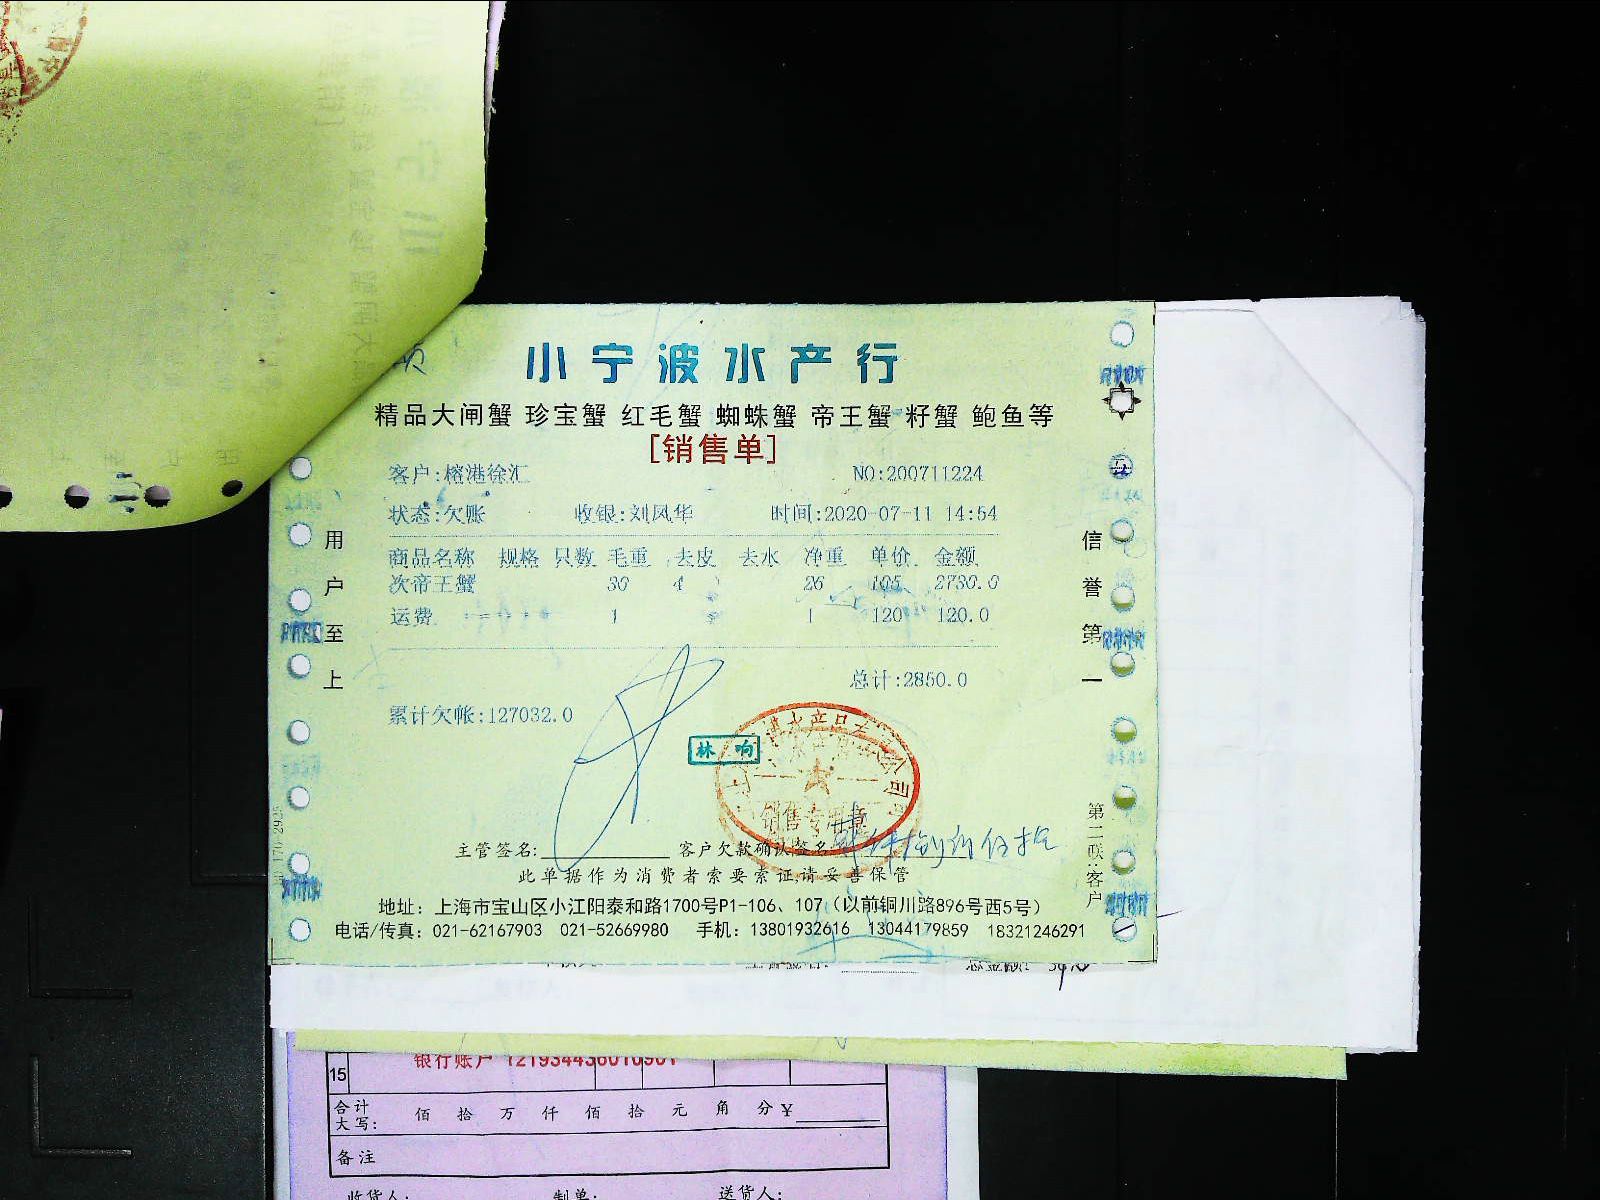 小宁波水产行
精品大闸蟹 珍宝蟹 红毛蟹 蜘蛛蟹 帝王蟹 籽蟹 鲍鱼等
[销售单]
客户:榕港徐汇 NO:200711224
状态:欠账 收银:刘凤华 时间:2020-07-11 14:54
商品名称 规格 只数 毛重 去皮 去水 净重 单价 金额
次帝王蟹 30 4 26 105 2730.0
运费 1 1 120 120.0
总计:2850.0
累计欠帐:127032.0
用户至上
信誉第一
林响
销售专用章
第二联:客户
主管签名: 客户欠款确认签名
此单据作为消费者索要索证,请妥善保管
地址：上海市宝山区小江阳泰和路1700号P1-106、107（以前铜川路896号西5号）
电话/传真：021-62167903 021-52669980 手机：13801932616 13044179859 18321246291
15 银行账户
合计大写: 佰 拾 万 仟 佰 拾 元 角 分 ¥
备注
收货人: 制单: 送货人: